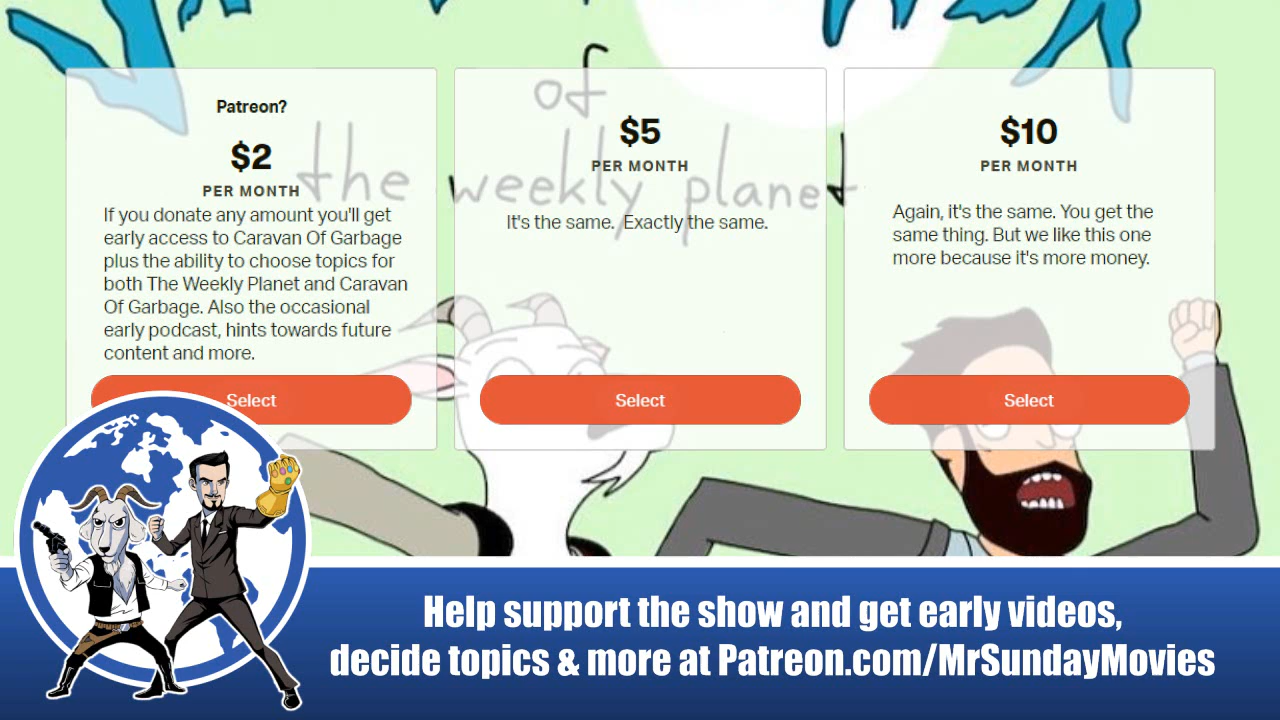 of
the weekly planet
Patreon?
$2
PER MONTH
If you donate any amount you'll get
early access to Caravan Of Garbage
plus the ability to choose topics for
both The Weekly Planet and Caravan
Of Garbage. Also the occasional
early podcast, hints towards future
content and more.
Select
$5
PER MONTH
It's the same. Exactly the same.
Select
$10
PER MONTH
Again, it's the same. You get the
same thing. But we like this one
more because it's more money.
Select
Help support the show and get early videos,
decide topics & more at Patreon.com/MrSundayMovies